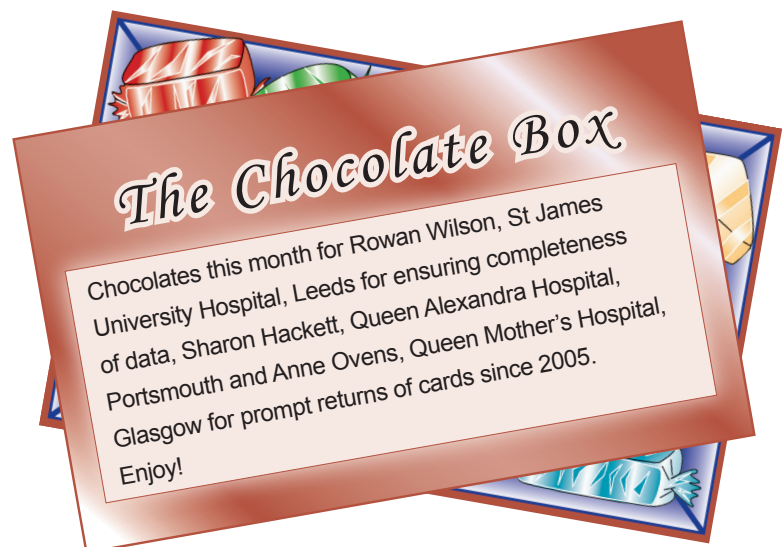 The Chocolate Box
Chocolates this month for Rowan Wilson, St James
University Hospital, Leeds for ensuring completeness
of data, Sharon Hackett, Queen Alexandra Hospital,
Portsmouth and Anne Ovens, Queen Mother's Hospital,
Glasgow for prompt returns of cards since 2005.
Enjoy!